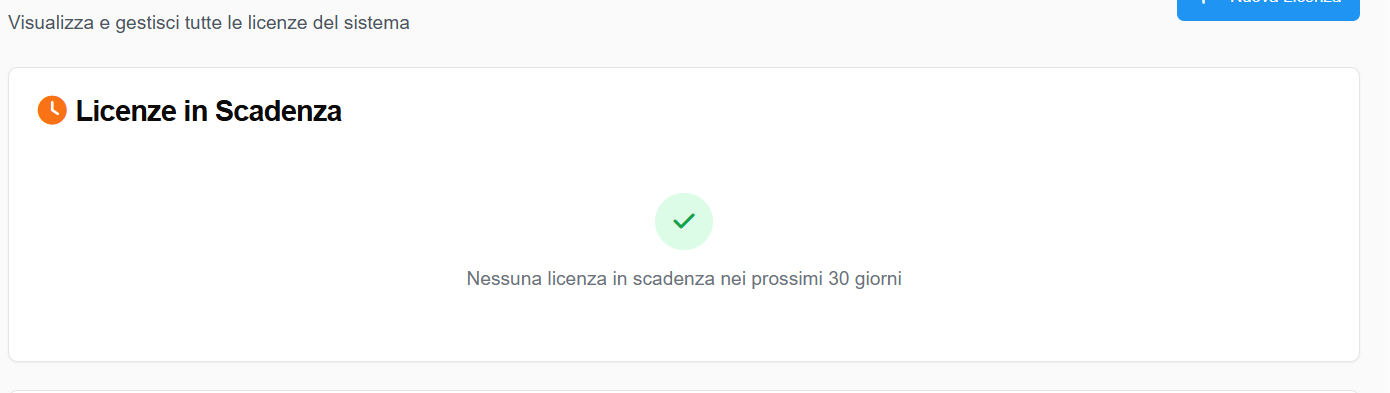 Visualizza e gestisci tutte le licenze del sistema
Nuova Licenza
Licenze in Scadenza
Nessuna licenza in scadenza nei prossimi 30 giorni